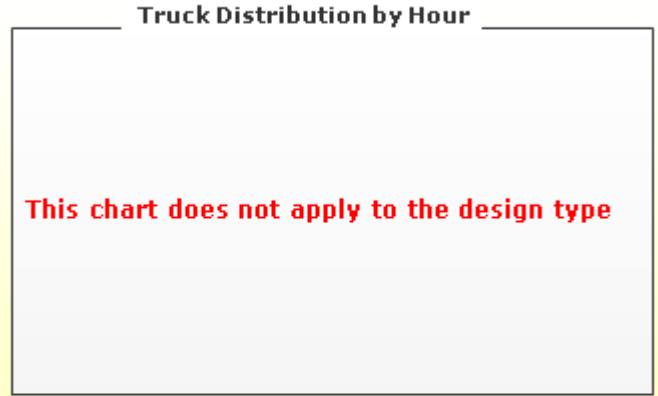 Truck Distribution by Hour
This chart does not apply to the design type